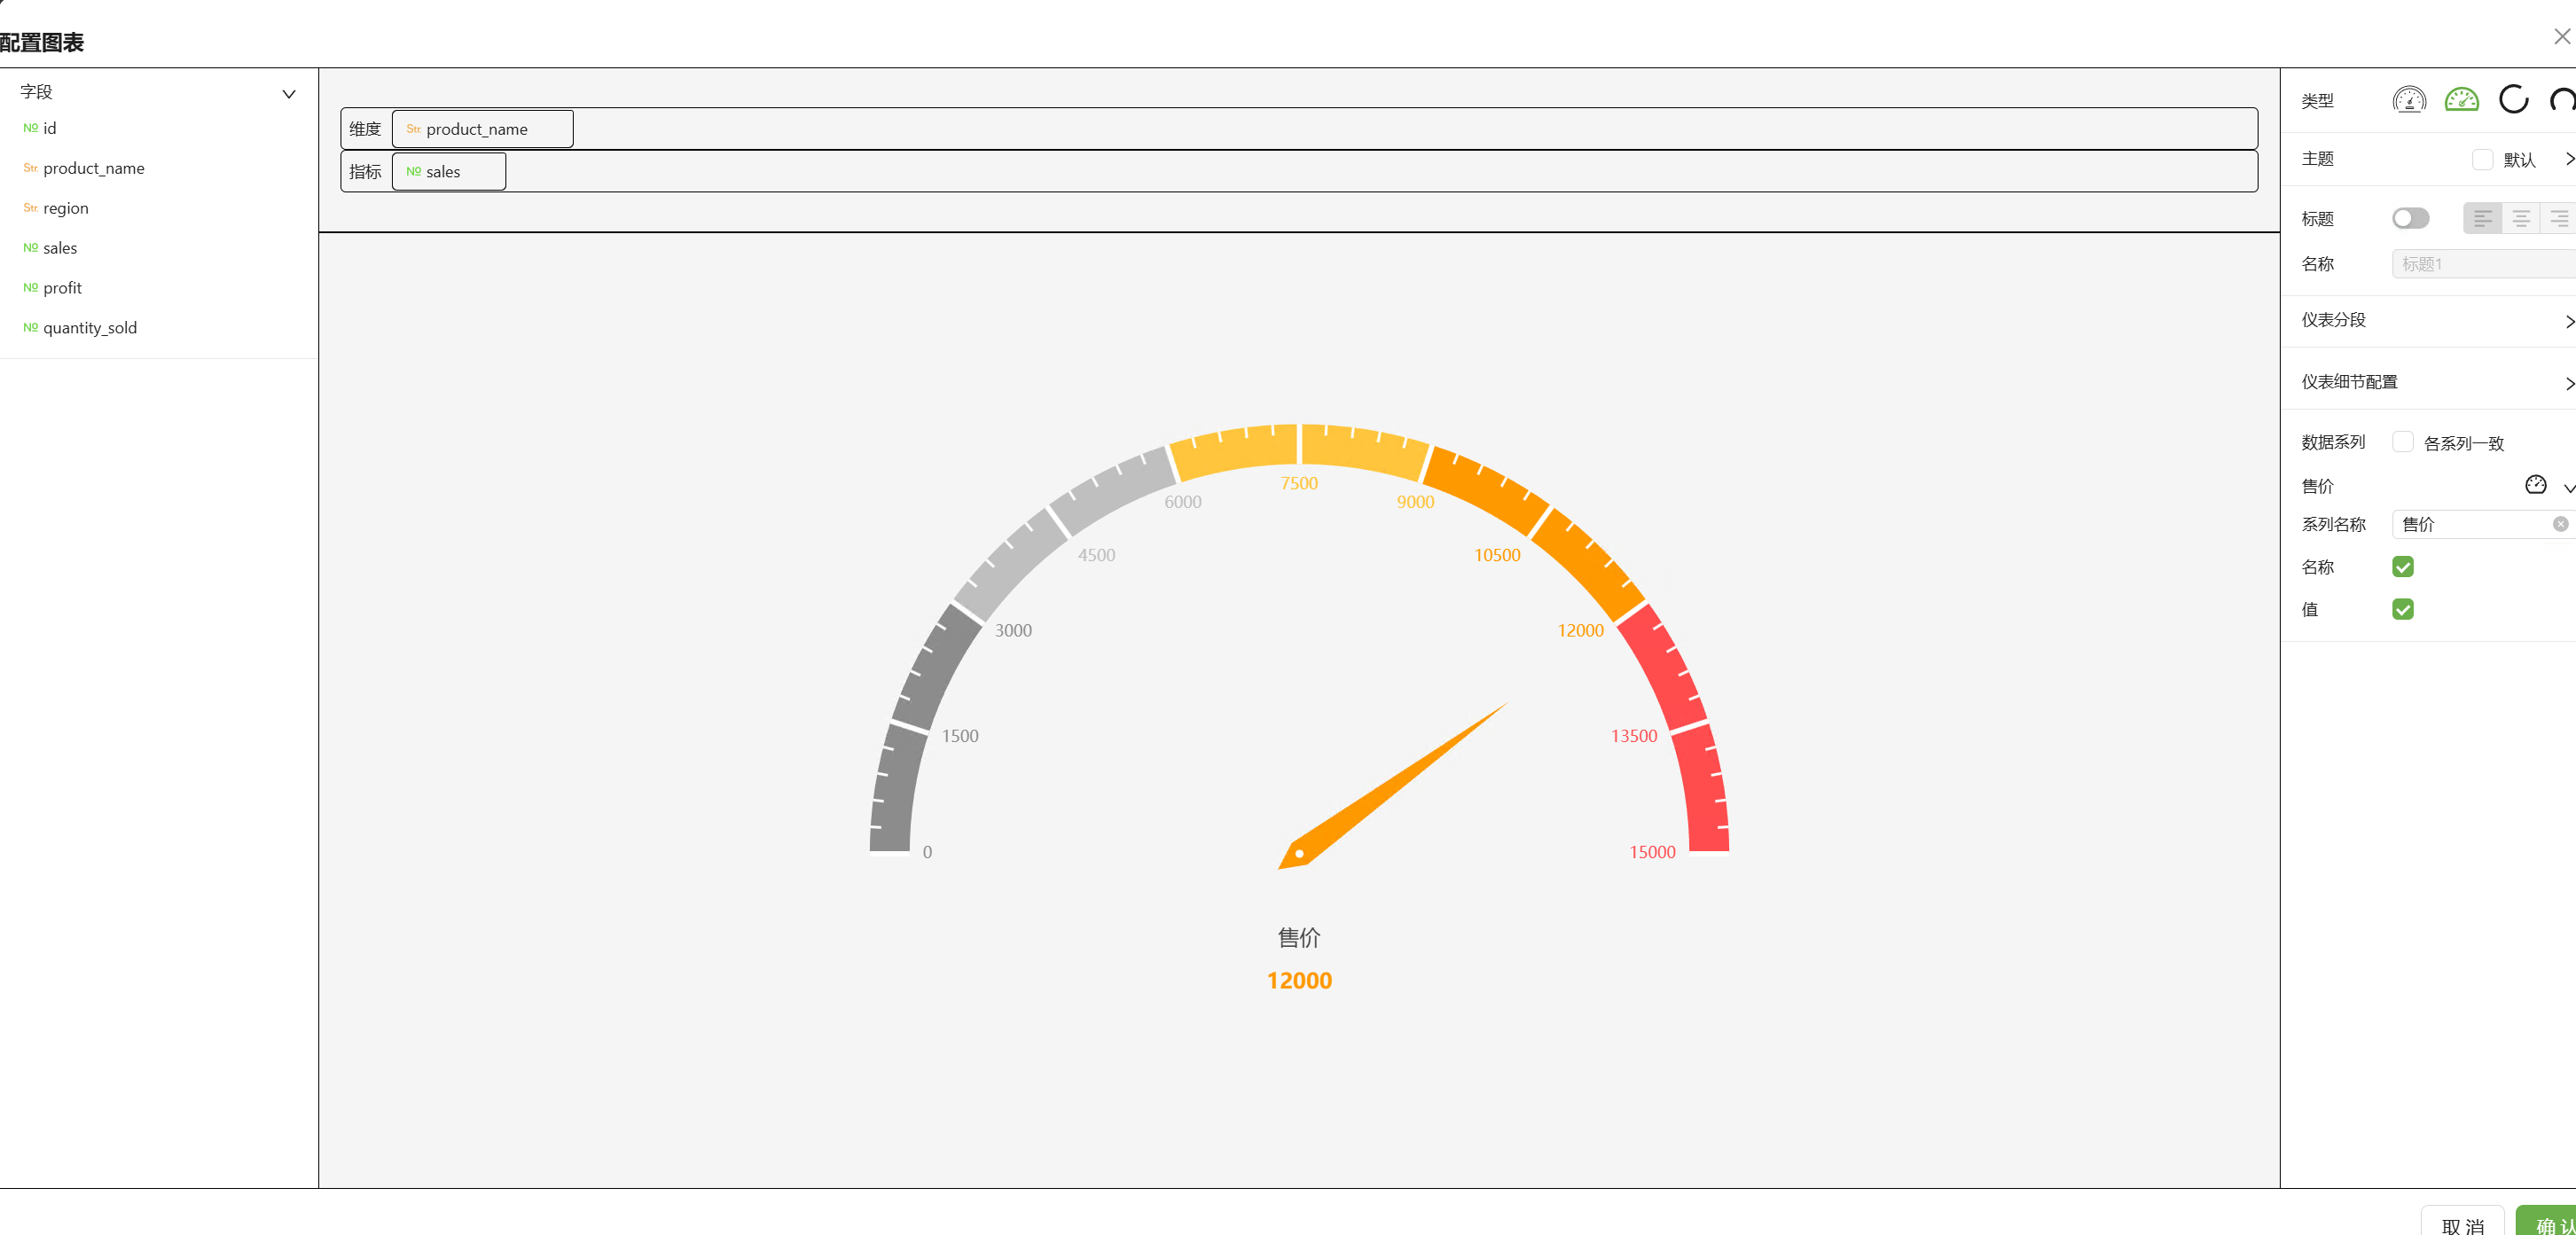 配置图表
字段
№ id
Str. product_name
Str. region
№ sales
№ profit
№ quantity_sold
维度 Str. product_name
指标 № sales
0
1500
3000
4500
6000
7500
9000
10500
12000
13500
15000
售价
12000
类型
主题 默认
标题
名称 标题1
仪表分段
仪表细节配置
数据系列 各系列一致
售价
系列名称 售价
名称
值
取 消 确 认